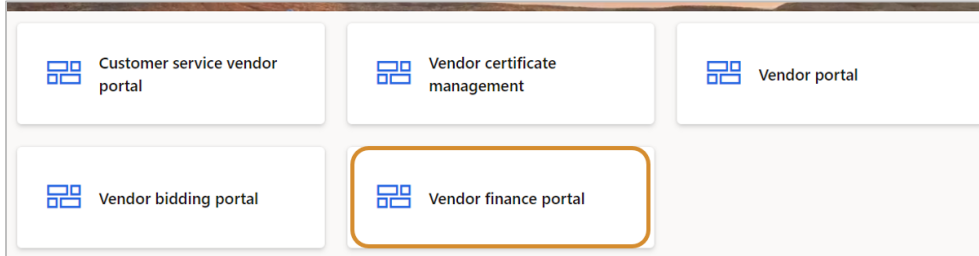 Customer service vendor
portal
Vendor certificate
management
Vendor portal
Vendor bidding portal
Vendor finance portal